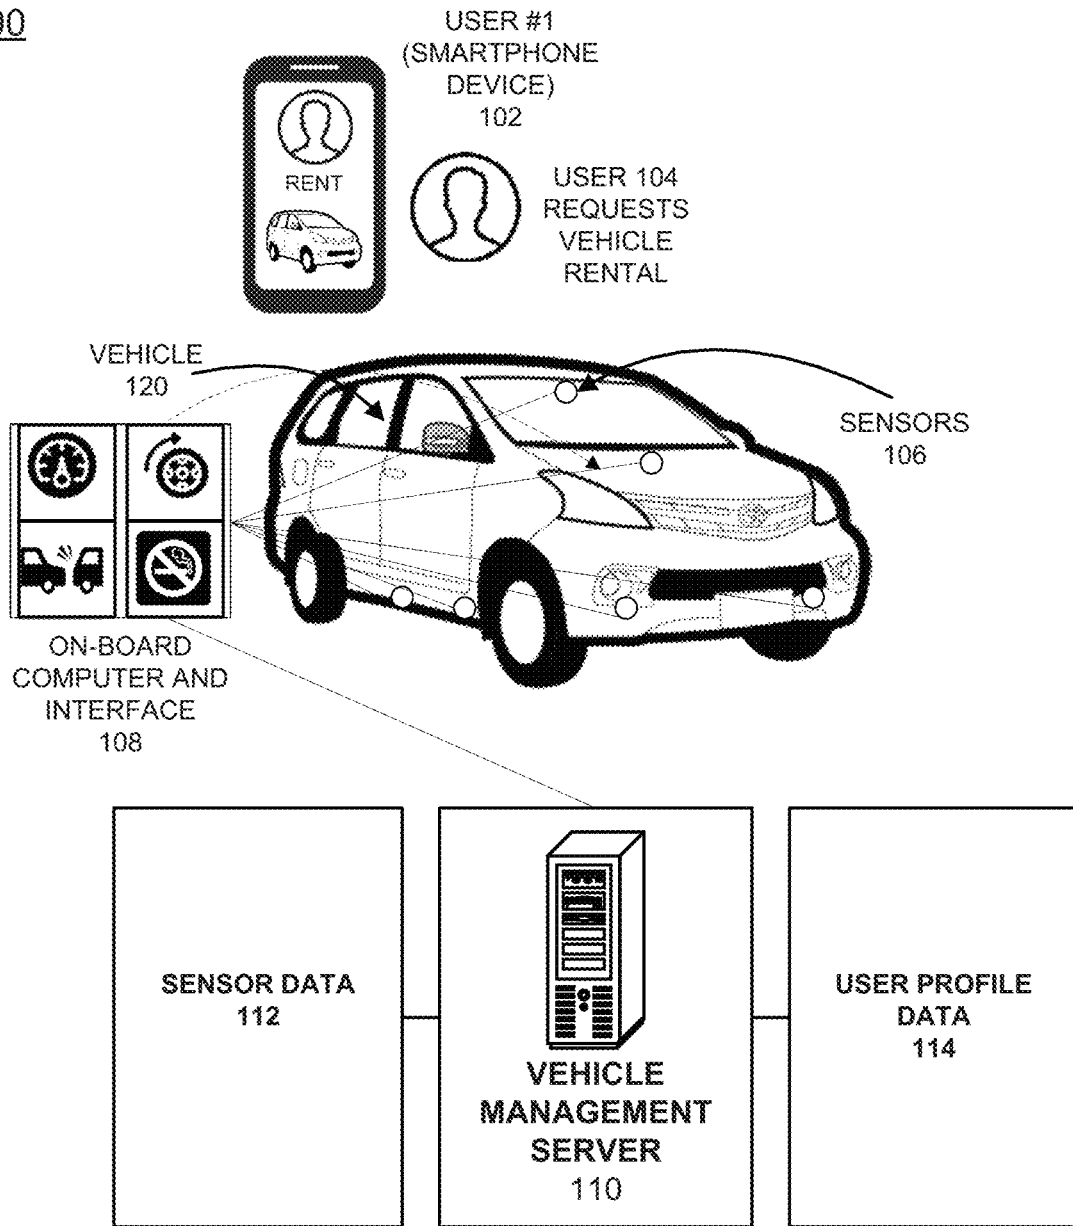 00
USER #1
(SMARTPHONE
DEVICE)
102
RENT
USER 104
REQUESTS
VEHICLE
RENTAL
VEHICLE
120
SENSORS
106
ON-BOARD
COMPUTER AND
INTERFACE
108
SENSOR DATA
112
VEHICLE
MANAGEMENT
SERVER
110
USER PROFILE
DATA
114